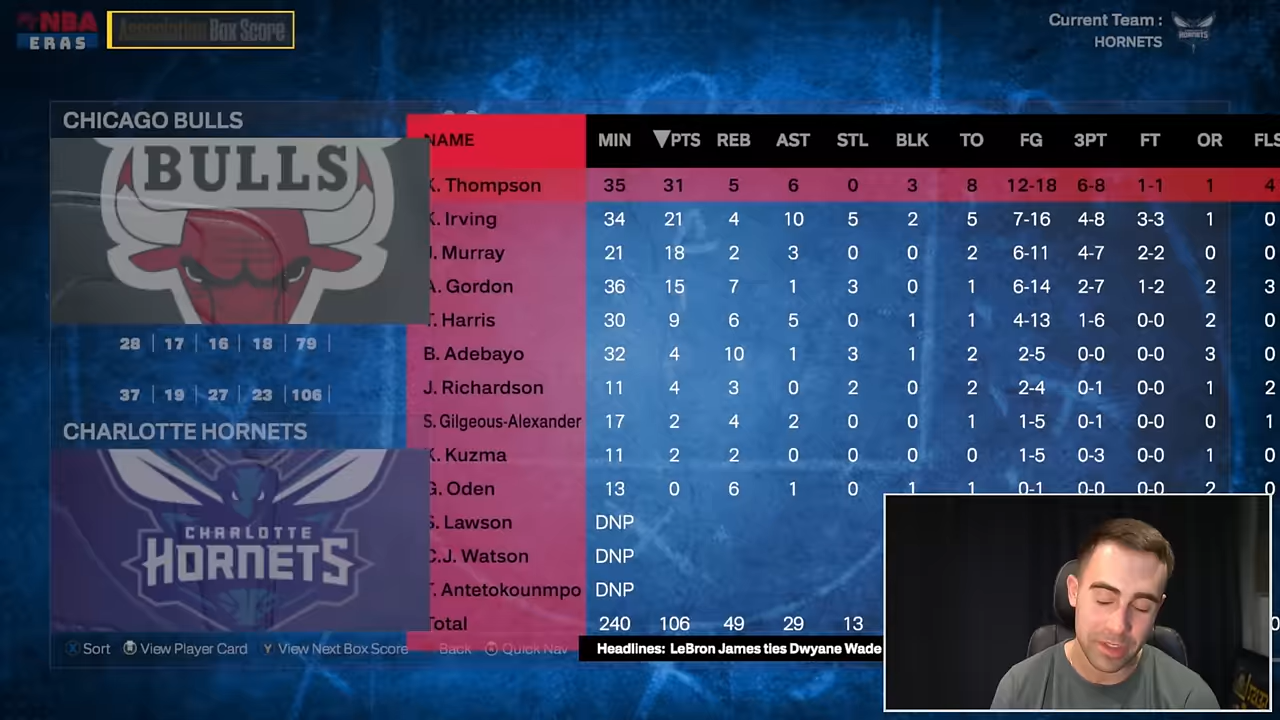 NBA
ERAS
Association Box Score
Current Team :
HORNETS
CHICAGO BULLS
BULLS
28 17 16 18 79
37 19 27 23 106
CHARLOTTE HORNETS
CHARLOTTE
HORNETS
NAME MIN PTS REB AST STL BLK TO FG 3PT FT OR FLS
K. Thompson 35 31 5 6 0 3 8 12-18 6-8 1-1 1 4
K. Irving 34 21 4 10 5 2 5 7-16 4-8 3-3 1 0
J. Murray 21 18 2 3 0 0 2 6-11 4-7 2-2 0 0
A. Gordon 36 15 7 1 3 0 1 6-14 2-7 1-2 2 3
T. Harris 30 9 6 5 0 1 1 4-13 1-6 0-0 2 0
B. Adebayo 32 4 10 1 3 1 2 2-5 0-0 0-0 3 0
J. Richardson 11 4 3 0 2 0 2 2-4 0-1 0-0 1 2
S. Gilgeous-Alexander 17 2 4 2 0 0 1 1-5 0-1 0-0 0 1
K. Kuzma 11 2 2 0 0 0 0 1-5 0-3 0-0 1 0
G. Oden 13 0 6 1 0 1 1 0-1 0-0 0-0 2 0
S. Lawson DNP
C.J. Watson DNP
T. Antetokounmpo DNP
Total 240 106 49 29 13
X Sort View Player Card Y View Next Box Score Back Quick Nav
Headlines: LeBron James ties Dwyane Wade